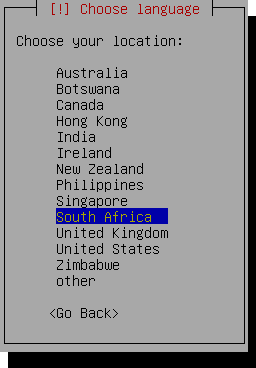 [!] Choose language
Choose your location:
Australia
Botswana
Canada
Hong Kong
India
Ireland
New Zealand
Philippines
Singapore
South Africa
United Kingdom
United States
Zimbabwe
other
<Go Back>